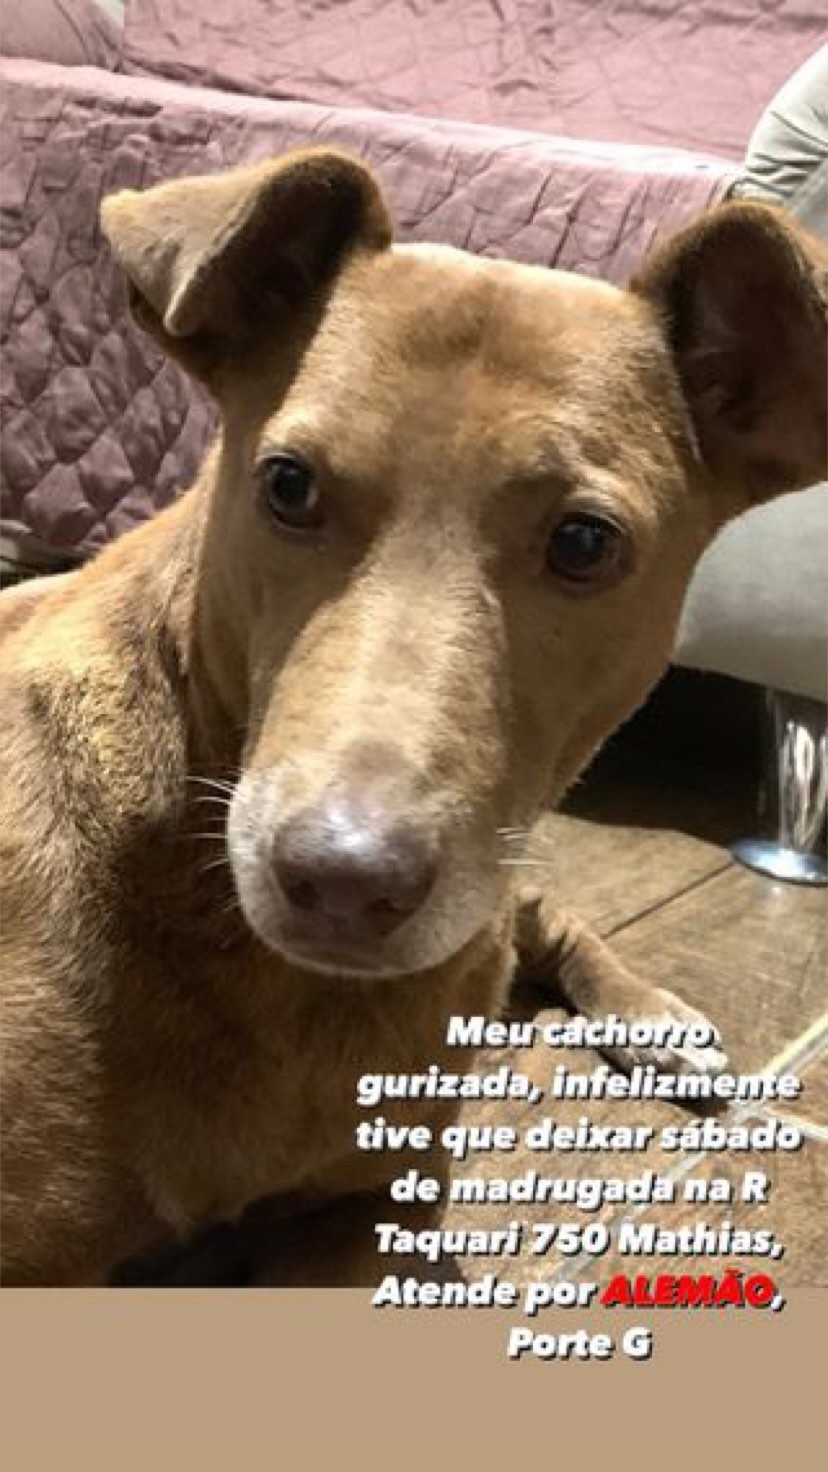 Meu cachorro
gurizada, infelizmente
tive que deixar sábado
de madrugada na R
Taquari 750 Mathias,
Atende por ALEMÃO,
Porte G